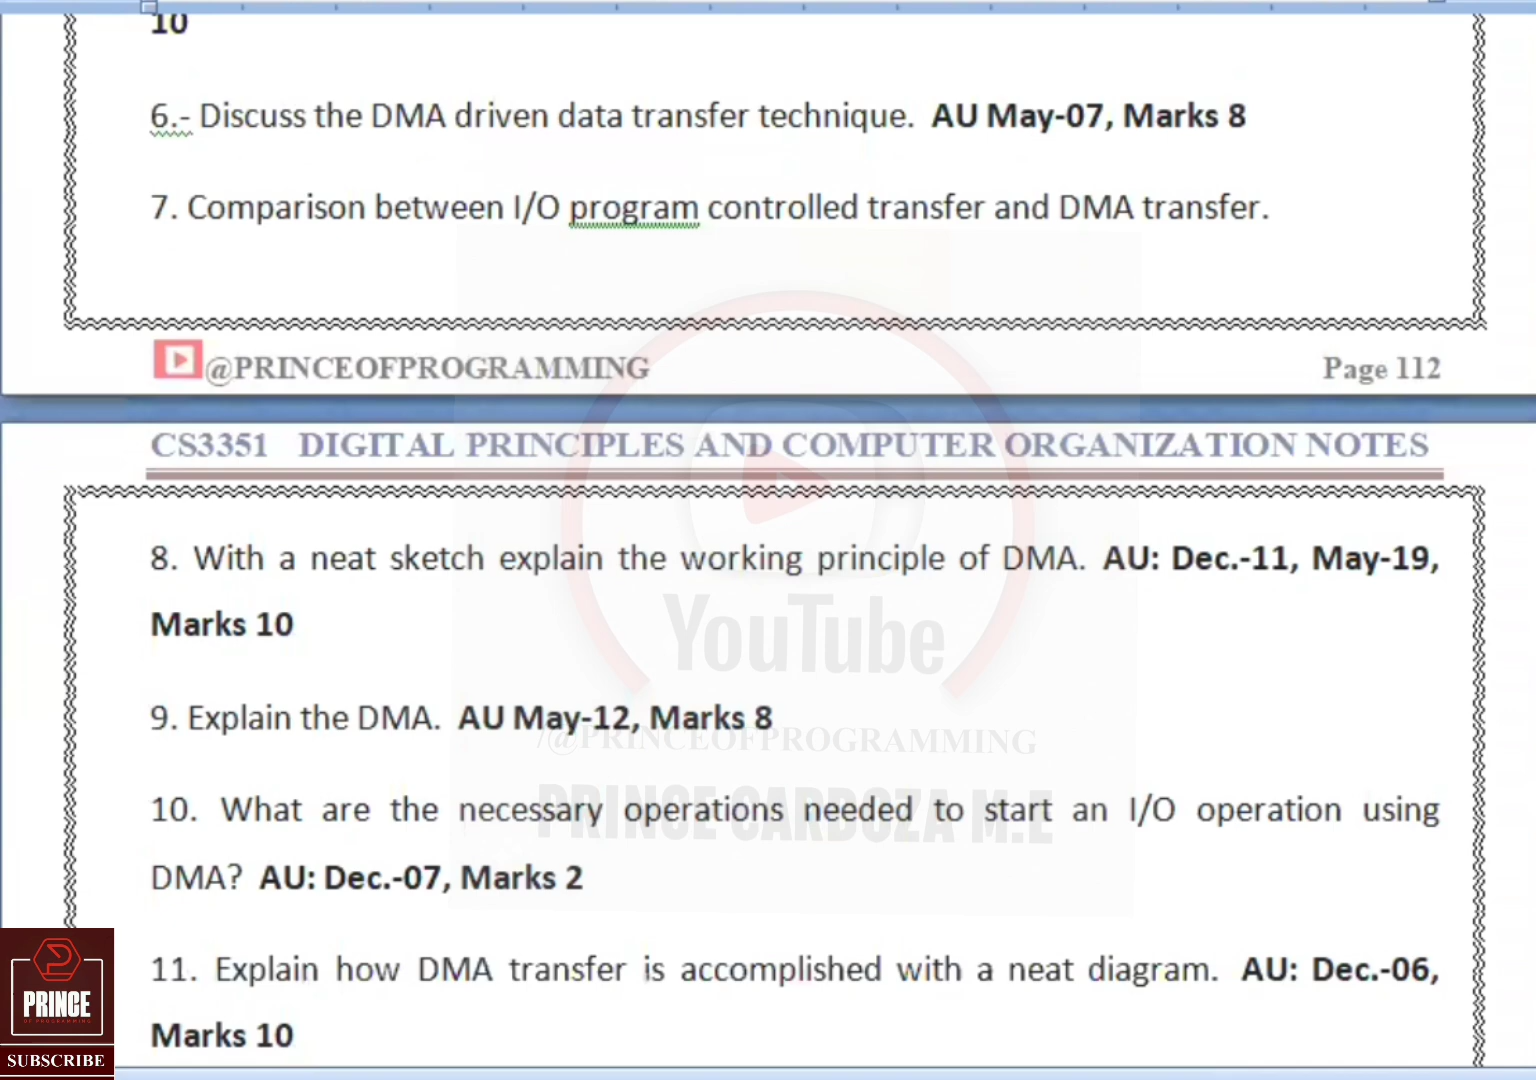 10
6.- Discuss the DMA driven data transfer technique. AU May-07, Marks 8
7. Comparison between I/O program controlled transfer and DMA transfer.
@PRINCEOFPROGRAMMING
Page 112
CS3351 DIGITAL PRINCIPLES AND COMPUTER ORGANIZATION NOTES
8. With a neat sketch explain the working principle of DMA. AU: Dec.-11, May-19,
Marks 10
YouTube
9. Explain the DMA. AU May-12, Marks 8
/@PRINCEOFPROGRAMMING
10. What are the necessary operations needed to start an I/O operation using
PRINCE CARDOZA M.E
DMA? AU: Dec.-07, Marks 2
11. Explain how DMA transfer is accomplished with a neat diagram. AU: Dec.-06,
Marks 10
PRINCE
OF PROGRAMMING
SUBSCRIBE